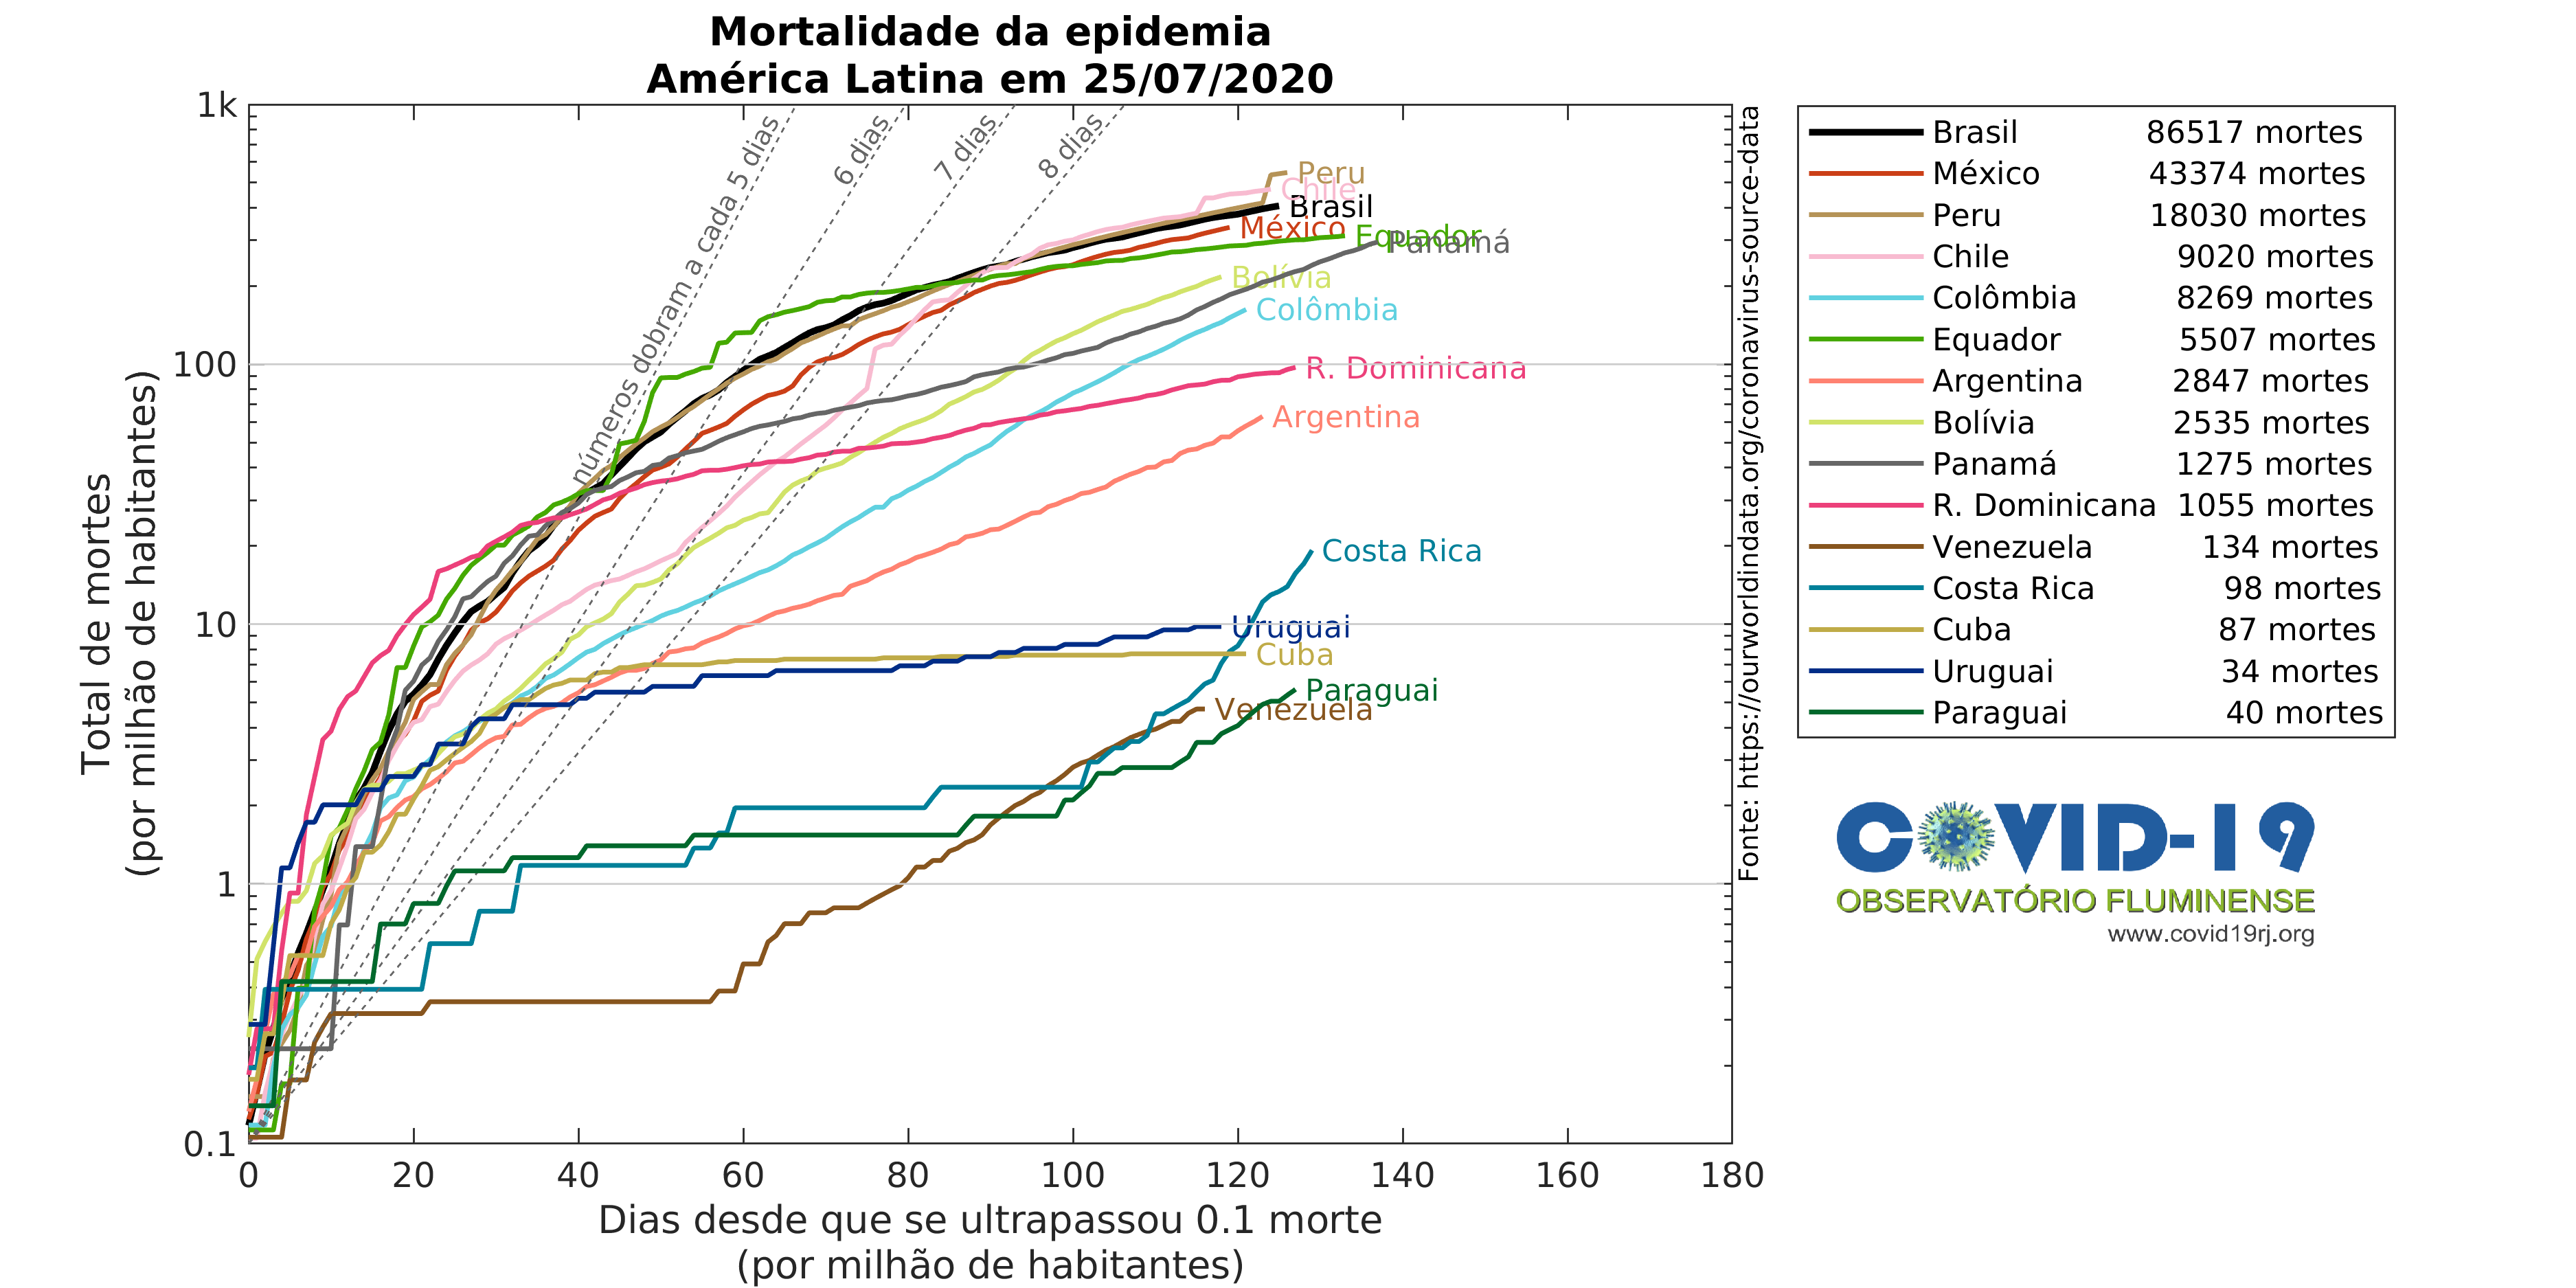 Mortalidade da epidemia
América Latina em 25/07/2020
Total de mortes
(por milhão de habitantes)
1k
100
10
1
0.1
0 20 40 60 80 100 120 140 160 180
Dias desde que se ultrapassou 0.1 morte
(por milhão de habitantes)
números dobram a cada 5 dias
6 dias
7 dias
8 dias
Peru
Chile
Brasil
México
Equador
Panamá
Bolívia
Colômbia
R. Dominicana
Argentina
Costa Rica
Uruguai
Cuba
Paraguai
Venezuela
Fonte: https://ourworldindata.org/coronavirus-source-data
Brasil 86517 mortes
México 43374 mortes
Peru 18030 mortes
Chile 9020 mortes
Colômbia 8269 mortes
Equador 5507 mortes
Argentina 2847 mortes
Bolívia 2535 mortes
Panamá 1275 mortes
R. Dominicana 1055 mortes
Venezuela 134 mortes
Costa Rica 98 mortes
Cuba 87 mortes
Uruguai 34 mortes
Paraguai 40 mortes
COVID-19
OBSERVATÓRIO FLUMINENSE
www.covid19rj.org